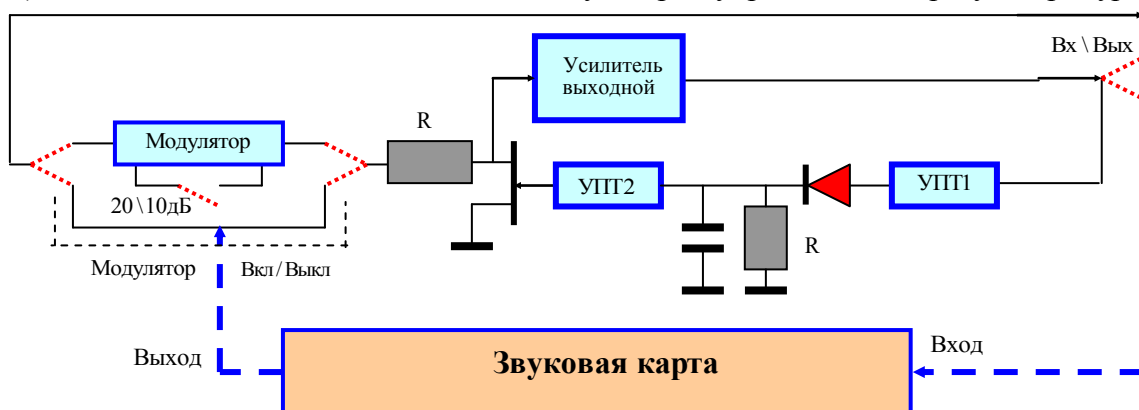 Вх \ Вых
Усилитель
выходной
R
Модулятор
УПТ2
УПТ1
20 \10дБ
R
Модулятор
Вкл / Выкл
Выход
Звуковая карта
Вход